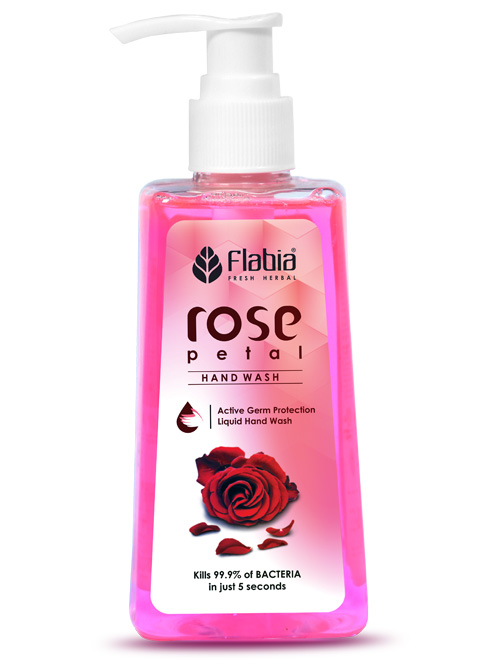 Flabia®
FRESH HERBAL
rose
petal
HAND WASH
Active Germ Protection
Liquid Hand Wash
Kills 99.9% of BACTERIA
in just 5 seconds